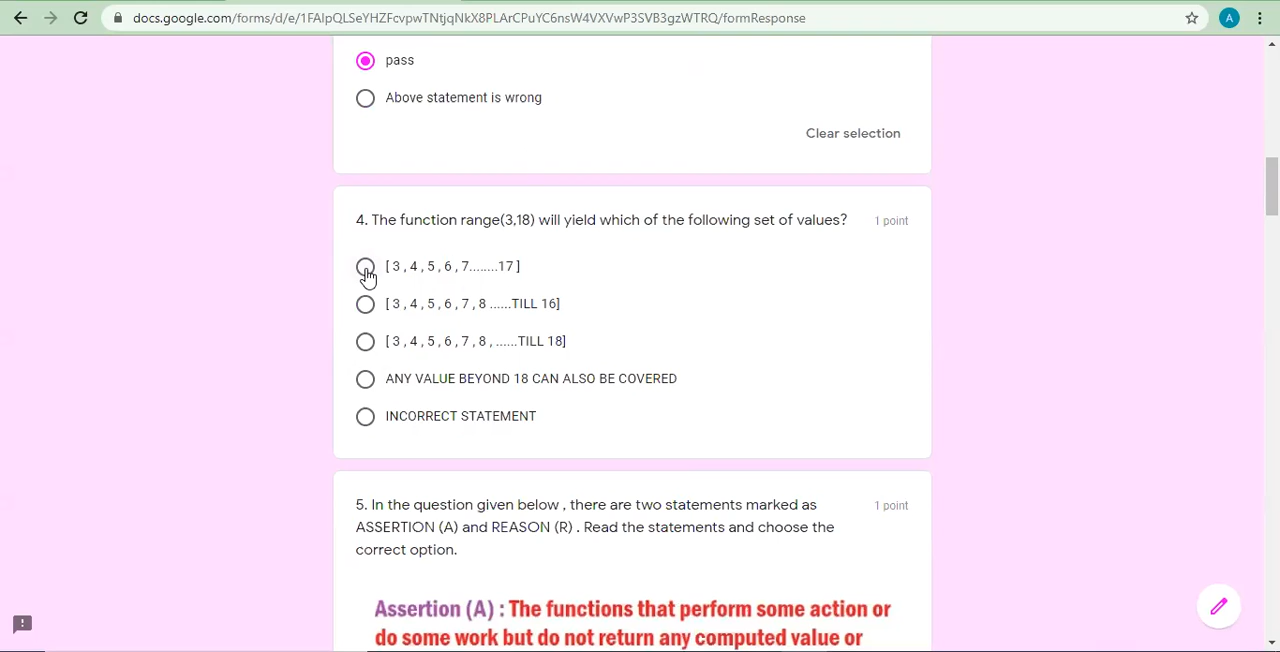 docs.google.com/forms/d/e/1FAIpQLSeYHZFcvpwTNtjqNkX8PLArCPuYC6nsW4VXVwP3SVB3gzWTRQ/formResponse
A
pass
Above statement is wrong
Clear selection
4. The function range(3,18) will yield which of the following set of values?
1 point
[ 3 , 4 , 5 , 6 , 7........17 ]
[ 3 , 4 , 5 , 6 , 7 , 8 ......TILL 16]
[ 3 , 4 , 5 , 6 , 7 , 8 , ......TILL 18]
ANY VALUE BEYOND 18 CAN ALSO BE COVERED
INCORRECT STATEMENT
5. In the question given below , there are two statements marked as
1 point
ASSERTION (A) and REASON (R) . Read the statements and choose the
correct option.
Assertion (A) : The functions that perform some action or
do some work but do not return any computed value or